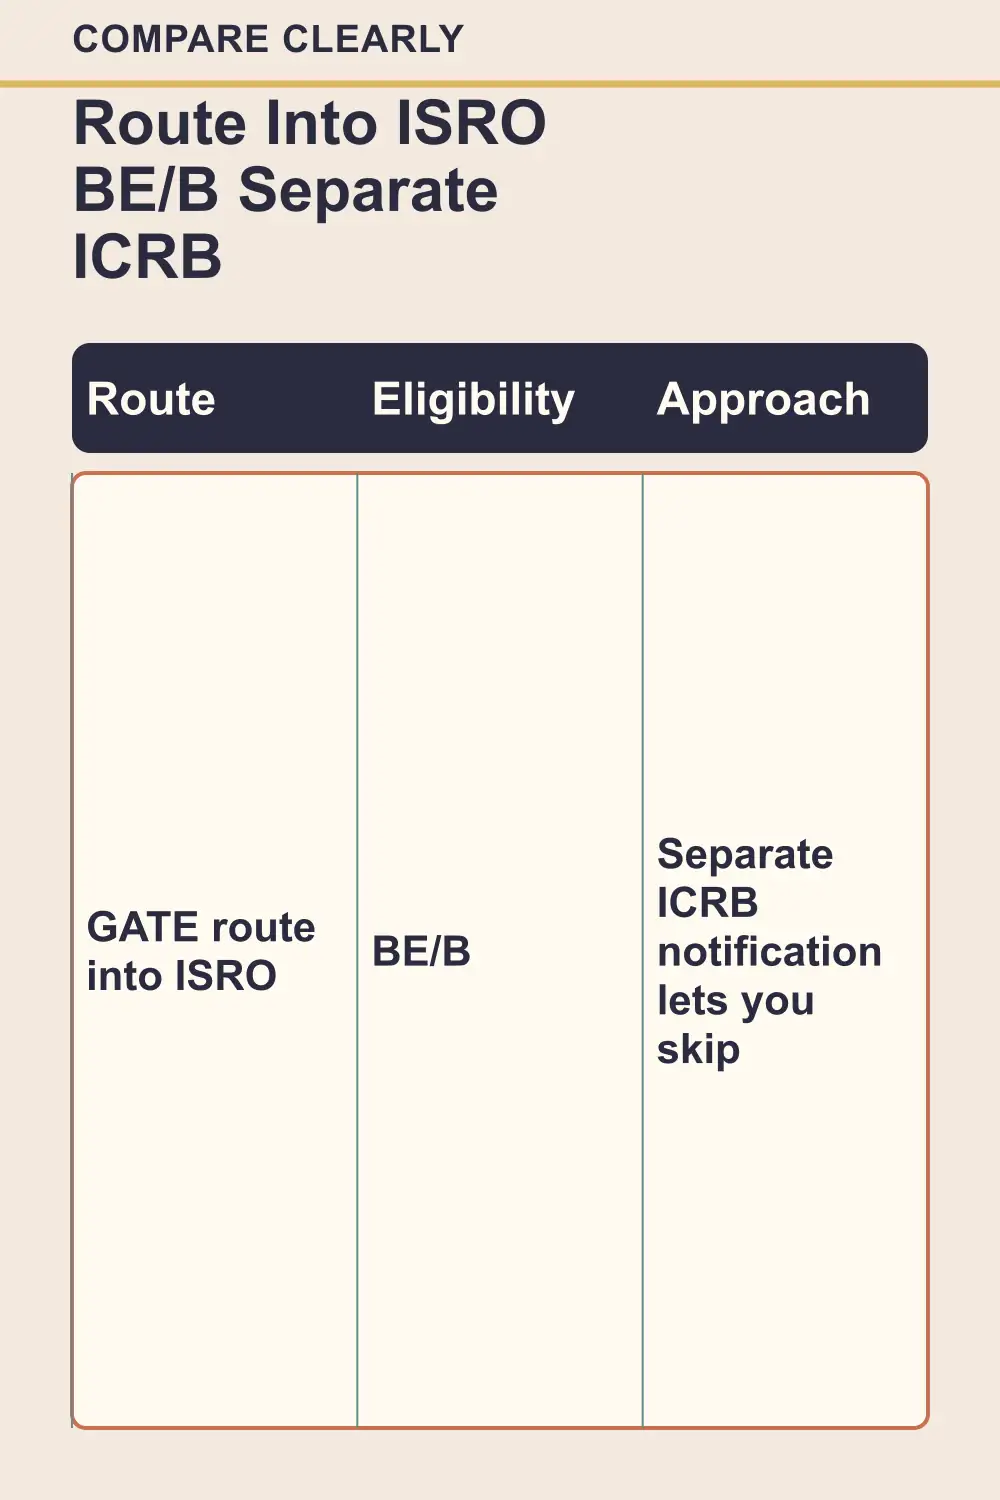 COMPARE CLEARLY
Route Into ISRO
BE/B Separate
ICRB
Route Eligibility Approach
GATE route
into ISRO
BE/B
Separate
ICRB
notification
lets you
skip